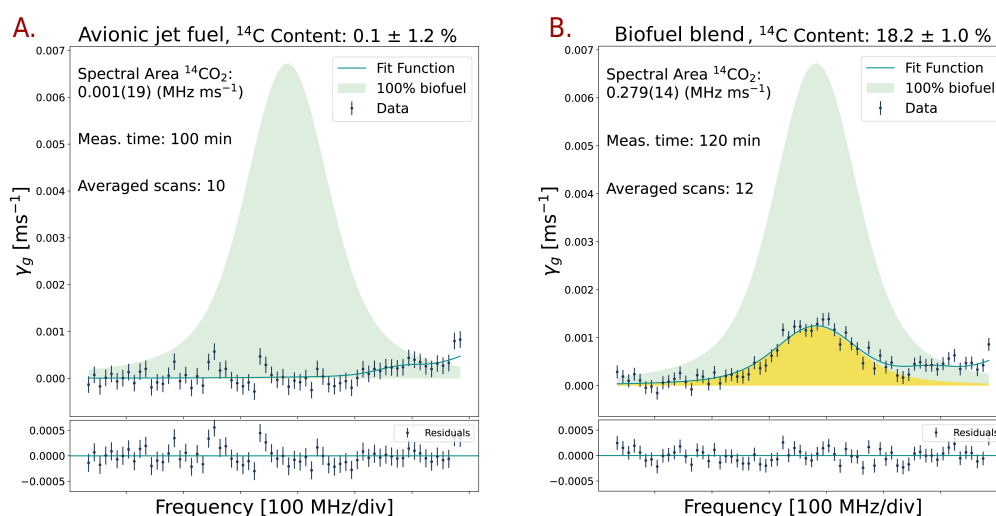 A.
Avionic jet fuel, ¹⁴C Content: 0.1 ± 1.2 %
0.007
0.006
0.005
0.004
0.003
0.002
0.001
0.000
γg [ms⁻¹]
Spectral Area ¹⁴CO₂:
0.001(19) (MHz ms⁻¹)
Meas. time: 100 min
Averaged scans: 10
Fit Function
100% biofuel
Data
0.0005
0.0000
−0.0005
Residuals
Frequency [100 MHz/div]
B.
Biofuel blend, ¹⁴C Content: 18.2 ± 1.0 %
0.007
0.006
0.005
0.004
0.003
0.002
0.001
0.000
γg [ms⁻¹]
Spectral Area ¹⁴CO₂:
0.279(14) (MHz ms⁻¹)
Meas. time: 120 min
Averaged scans: 12
Fit Function
100% biofuel
Data
0.0005
0.0000
−0.0005
Residuals
Frequency [100 MHz/div]